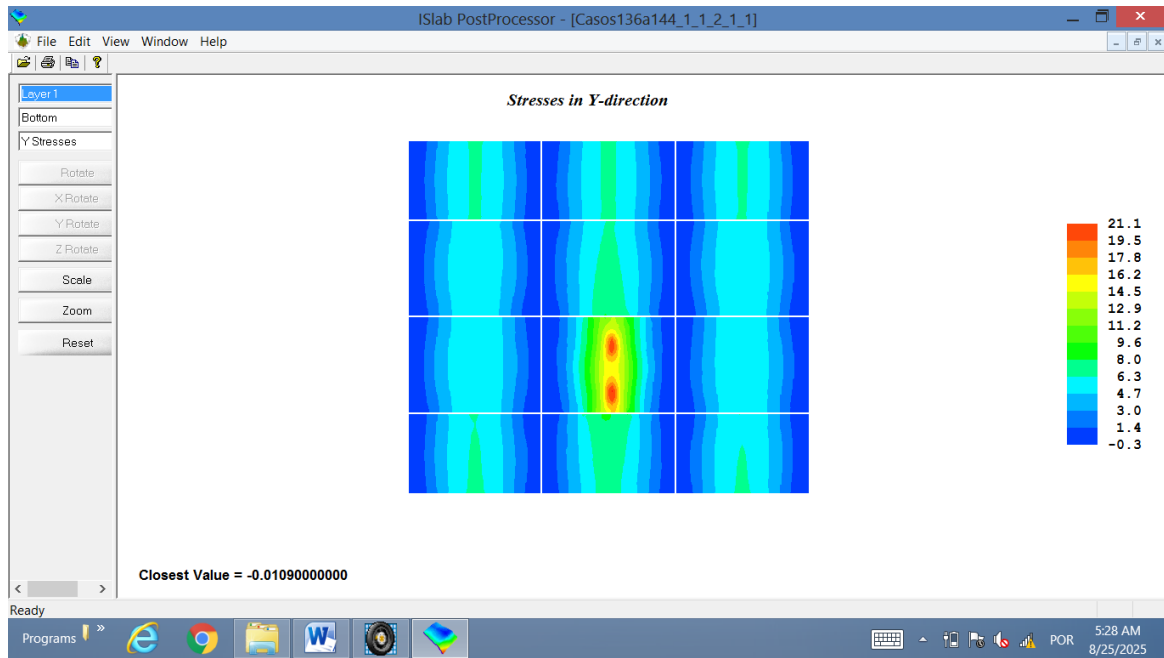 ISlab PostProcessor - [Casos136a144_1_1_2_1_1]
File Edit View Window Help
Layer 1
Bottom
Y Stresses
Rotate
X Rotate
Y Rotate
Z Rotate
Scale
Zoom
Reset
Stresses in Y-direction
21.1
19.5
17.8
16.2
14.5
12.9
11.2
9.6
8.0
6.3
4.7
3.0
1.4
-0.3
Closest Value = -0.01090000000
Ready
Programs
POR
5:28 AM
8/25/2025